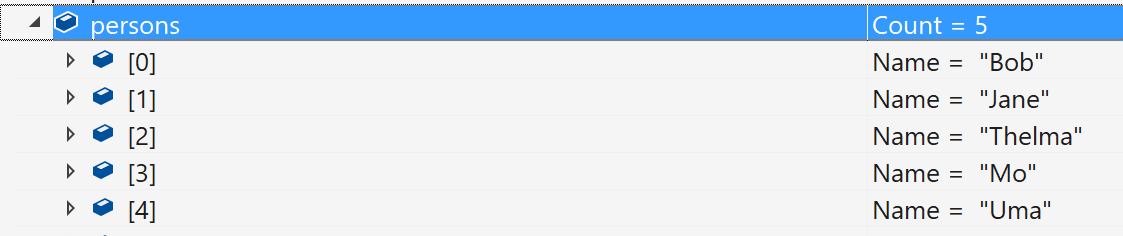 persons Count = 5
[0] Name = "Bob"
[1] Name = "Jane"
[2] Name = "Thelma"
[3] Name = "Mo"
[4] Name = "Uma"